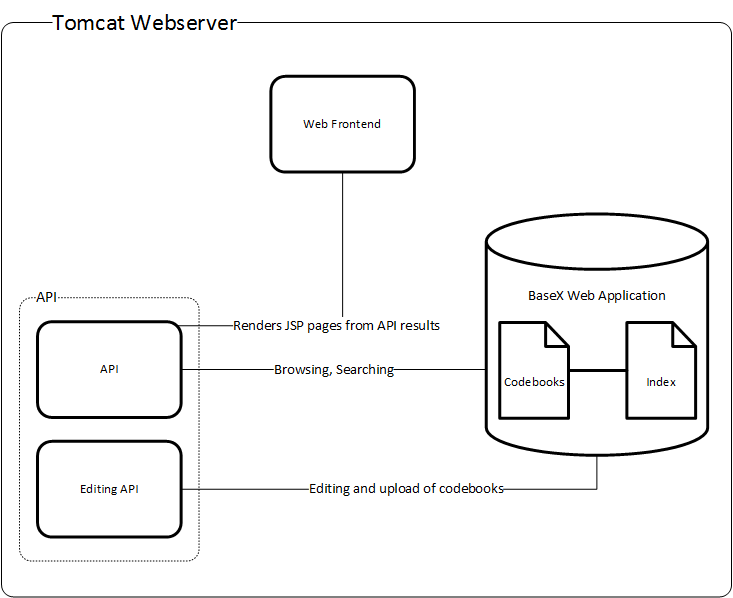 Tomcat Webserver
Web Frontend
API
Renders JSP pages from API results
API
Browsing, Searching
BaseX Web Application
Codebooks
Index
Editing API
Editing and upload of codebooks